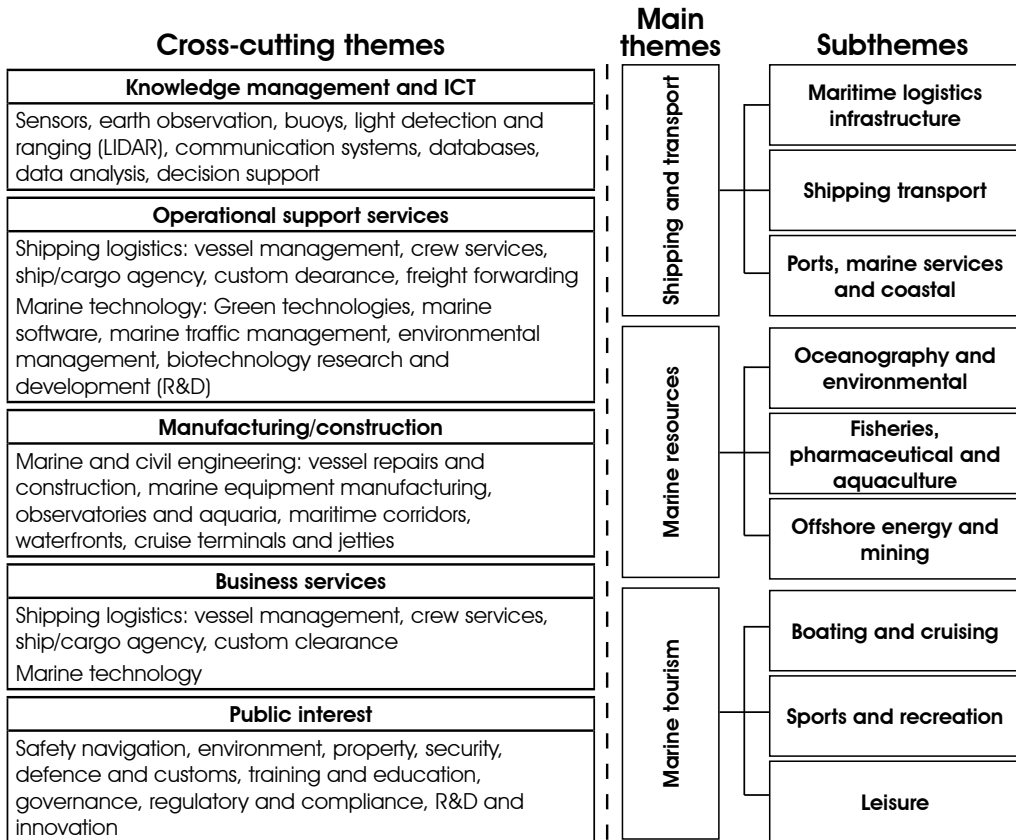 Cross-cutting themes
Knowledge management and ICT
Sensors, earth observation, buoys, light detection and
ranging (LIDAR), communication systems, databases,
data analysis, decision support
Operational support services
Shipping logistics: vessel management, crew services,
ship/cargo agency, custom dearance, freight forwarding
Marine technology: Green technologies, marine
software, marine traffic management, environmental
management, biotechnology research and
development (R&D)
Manufacturing/construction
Marine and civil engineering: vessel repairs and
construction, marine equipment manufacturing,
observatories and aquaria, maritime corridors,
waterfronts, cruise terminals and jetties
Business services
Shipping logistics: vessel management, crew services,
ship/cargo agency, custom clearance
Marine technology
Public interest
Safety navigation, environment, property, security,
defence and customs, training and education,
governance, regulatory and compliance, R&D and
innovation
Main
themes
Shipping and transport
Marine resources
Marine tourism
Subthemes
Maritime logistics
infrastructure
Shipping transport
Ports, marine services
and coastal
Oceanography and
environmental
Fisheries,
pharmaceutical and
aquaculture
Offshore energy and
mining
Boating and cruising
Sports and recreation
Leisure